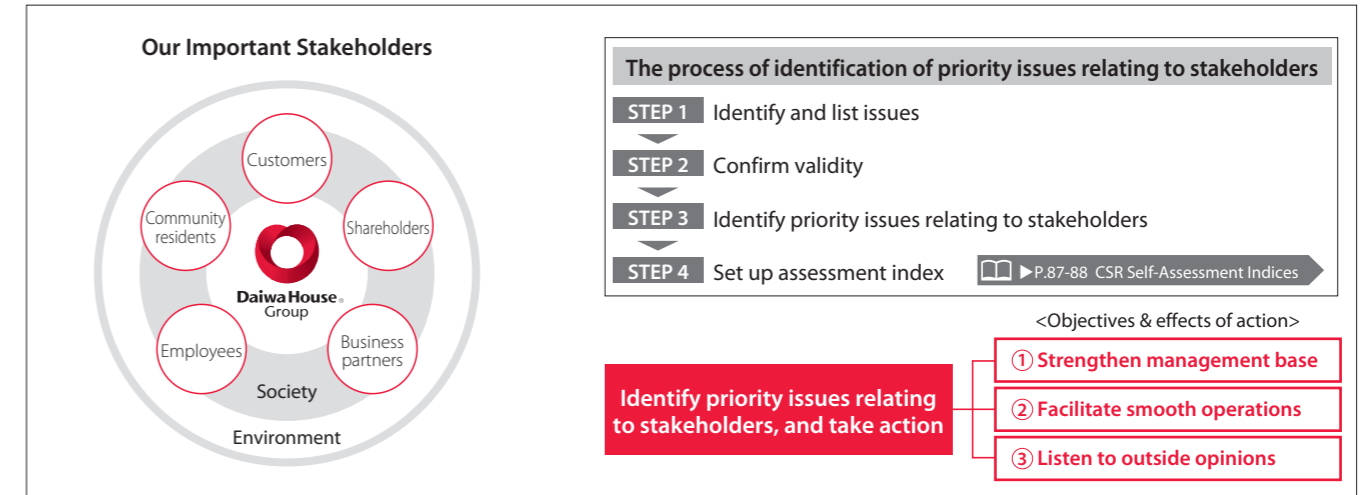 Our Important Stakeholders
Customers
Community
residents
Shareholders
Daiwa House®
Group
Employees
Business
partners
Society
Environment
The process of identification of priority issues relating to stakeholders
STEP 1 Identify and list issues
STEP 2 Confirm validity
STEP 3 Identify priority issues relating to stakeholders
STEP 4 Set up assessment index ▶P.87-88 CSR Self-Assessment Indices
<Objectives & effects of action>
Identify priority issues relating
to stakeholders, and take action
① Strengthen management base
② Facilitate smooth operations
③ Listen to outside opinions